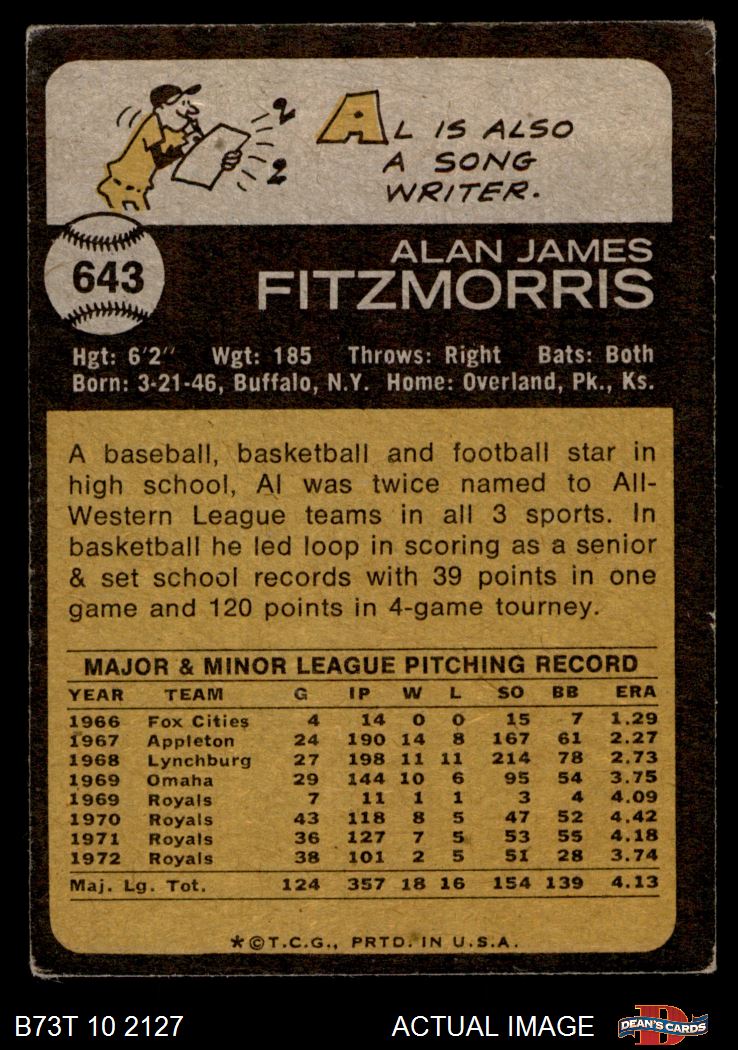 2
2
AL IS ALSO
A SONG
WRITER.
643
ALAN JAMES
FITZMORRIS
Hgt: 6'2" Wgt: 185 Throws: Right Bats: Both
Born: 3-21-46, Buffalo, N.Y. Home: Overland, Pk., Ks.
A baseball, basketball and football star in
high school, Al was twice named to All-
Western League teams in all 3 sports. In
basketball he led loop in scoring as a senior
& set school records with 39 points in one
game and 120 points in 4-game tourney.
MAJOR & MINOR LEAGUE PITCHING RECORD
YEAR TEAM G IP W L SO BB ERA
1966 Fox Cities 4 14 0 0 15 7 1.29
1967 Appleton 24 190 14 8 167 61 2.27
1968 Lynchburg 27 198 11 11 214 78 2.73
1969 Omaha 29 144 10 6 95 54 3.75
1969 Royals 7 11 1 1 3 4 4.09
1970 Royals 43 118 8 5 47 52 4.42
1971 Royals 36 127 7 5 53 55 4.18
1972 Royals 38 101 2 5 51 28 3.74
Maj. Lg. Tot. 124 357 18 16 154 139 4.13
*©T.C.G., PRTD. IN U.S.A.
B73T 10 2127 ACTUAL IMAGE D DEAN'S CARDS